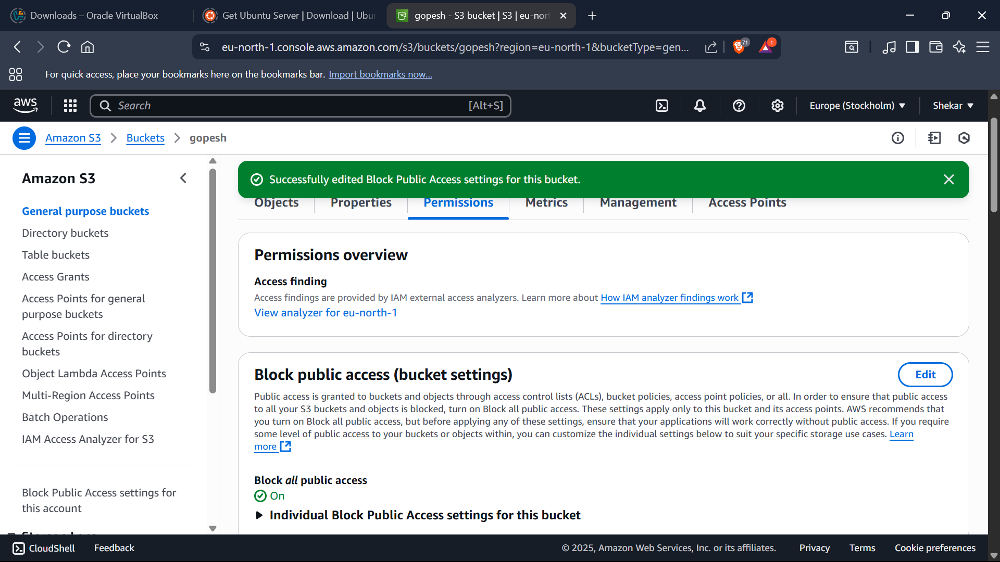 Downloads – Oracle VirtualBox
Get Ubuntu Server | Download | Ubun
gopesh - S3 bucket | S3 | eu-nort
eu-north-1.console.aws.amazon.com/s3/buckets/gopesh?region=eu-north-1&bucketType=gen...
71
1
For quick access, place your bookmarks here on the bookmarks bar. Import bookmarks now...
aws
Search
[Alt+S]
Europe (Stockholm)
Shekar
Amazon S3 > Buckets > gopesh
Amazon S3
General purpose buckets
Directory buckets
Table buckets
Access Grants
Access Points for general
purpose buckets
Access Points for directory
buckets
Object Lambda Access Points
Multi-Region Access Points
Batch Operations
IAM Access Analyzer for S3
Block Public Access settings for
this account
Successfully edited Block Public Access settings for this bucket.
Objects
Properties
Permissions
Metrics
Management
Access Points
Permissions overview
Access finding
Access findings are provided by IAM external access analyzers. Learn more about How IAM analyzer findings work
View analyzer for eu-north-1
Block public access (bucket settings)
Edit
Public access is granted to buckets and objects through access control lists (ACLs), bucket policies, access point policies, or all. In order to ensure that public access
to all your S3 buckets and objects is blocked, turn on Block all public access. These settings apply only to this bucket and its access points. AWS recommends that
you turn on Block all public access, but before applying any of these settings, ensure that your applications will work correctly without public access. If you require
some level of public access to your buckets or objects within, you can customize the individual settings below to suit your specific storage use cases. Learn
more
Block all public access
On
Individual Block Public Access settings for this bucket
CloudShell
Feedback
© 2025, Amazon Web Services, Inc. or its affiliates.
Privacy
Terms
Cookie preferences